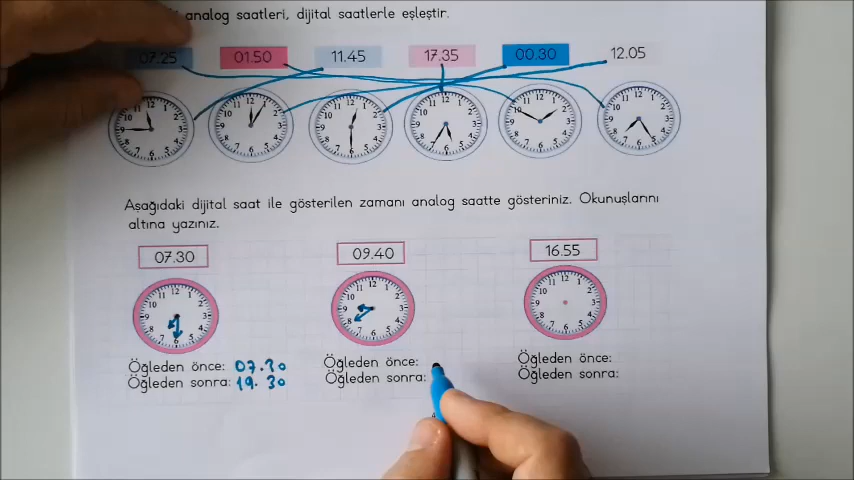 analog saatleri, dijital saatlerle eşleştir.
07.25 01.50 11.45 17.35 00.30 12.05
Aşağıdaki dijital saat ile gösterilen zamanı analog saatte gösteriniz. Okunuşlarını
altına yazınız.
07.30 09.40 16.55
Öğleden önce: 07.30 Öğleden önce: Öğleden önce:
Öğleden sonra: 19.30 Öğleden sonra: Öğleden sonra: